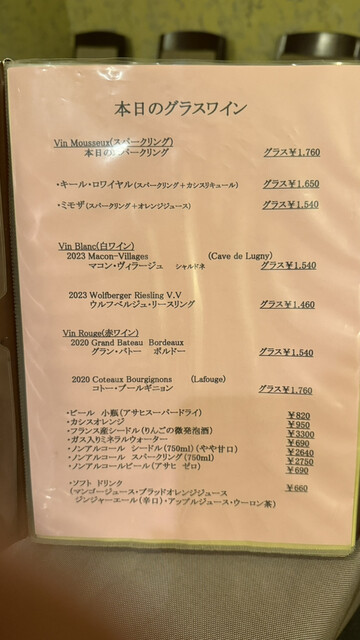 本日のグラスワイン
Vin Mousseux(スパークリング)
本日のスパークリング グラス￥1.760
・キール・ロワイヤル(スパークリング＋カシスリキュール) グラス￥1.650
・ミモザ(スパークリング＋オレンジジュース) グラス￥1.540
Vin Blanc(白ワイン)
2023 Macon-Villages (Cave de Lugny)
マコン・ヴィラージュ シャルドネ グラス￥1.540
2023 Wolfberger Riesling V.V
ウルフベルジュ・リースリング グラス￥1.460
Vin Rouge(赤ワイン)
2020 Grand Bateau Bordeaux
グラン・バトー ボルドー グラス￥1.540
2020 Coteaux Bourgignons (Lafouge)
コトー・ブールギニョン グラス￥1.760
・ビール 小瓶(アサヒスーパードライ) ￥820
・カシスオレンジ ￥950
・フランス産シードル(りんごの微発泡酒) ￥3300
・ガス入りミネラルウォーター ￥690
・ノンアルコール シードル(750ml) (やや甘口) ￥2640
・ノンアルコール スパークリング(750ml) ￥2750
・ノンアルコールビール(アサヒ ゼロ) ￥690
・ソフト ドリンク ￥660
(マンゴージュース・ブラッドオレンジジュース
ジンジャーエール(辛口)・アップルジュース・ウーロン茶)